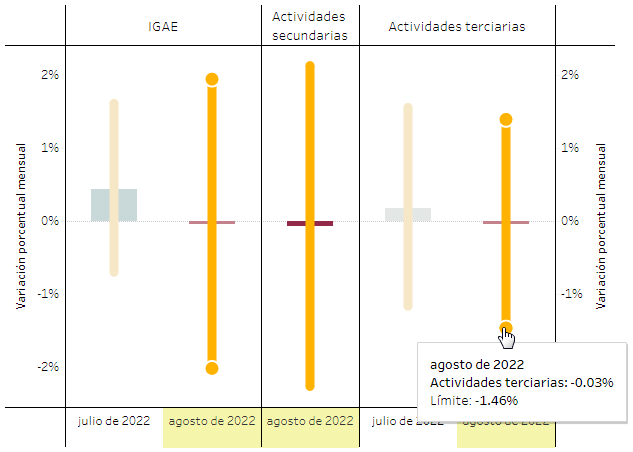 IGAE
Actividades
secundarias
Actividades terciarias
2%
1%
0%
-1%
-2%
Variación porcentual mensual
2%
1%
0%
-1%
Variación porcentual mensual
agosto de 2022
Actividades terciarias: -0.03%
Límite: -1.46%
julio de 2022
agosto de 2022
agosto de 2022
julio de 2022
agosto de 2022